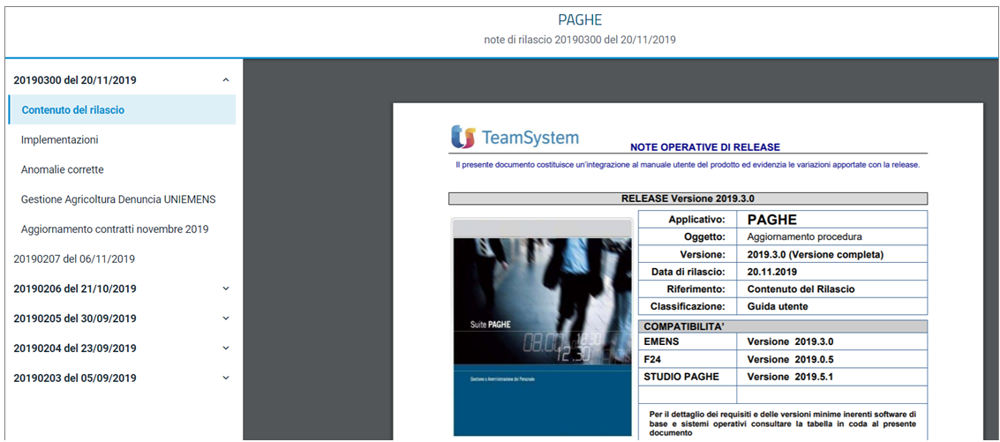 PAGHE
note di rilascio 20190300 del 20/11/2019
20190300 del 20/11/2019
Contenuto del rilascio
Implementazioni
Anomalie corrette
Gestione Agricoltura Denuncia UNIEMENS
Aggiornamento contratti novembre 2019
20190207 del 06/11/2019
20190206 del 21/10/2019
20190205 del 30/09/2019
20190204 del 23/09/2019
20190203 del 05/09/2019
TeamSystem
NOTE OPERATIVE DI RELEASE
Il presente documento costituisce un'integrazione al manuale utente del prodotto ed evidenzia le variazioni apportate con la release.
RELEASE Versione 2019.3.0
Suite PAGHE
08.00 18.30
12.30
Gestione e Amministrazione del Personale
Applicativo: PAGHE
Oggetto: Aggiornamento procedura
Versione: 2019.3.0 (Versione completa)
Data di rilascio: 20.11.2019
Riferimento: Contenuto del Rilascio
Classificazione: Guida utente
COMPATIBILITA'
EMENS Versione 2019.3.0
F24 Versione 2019.0.5
STUDIO PAGHE Versione 2019.5.1
Per il dettaglio dei requisiti e delle versioni minime inerenti software di
base e sistemi operativi consultare la tabella in coda al presente
documento